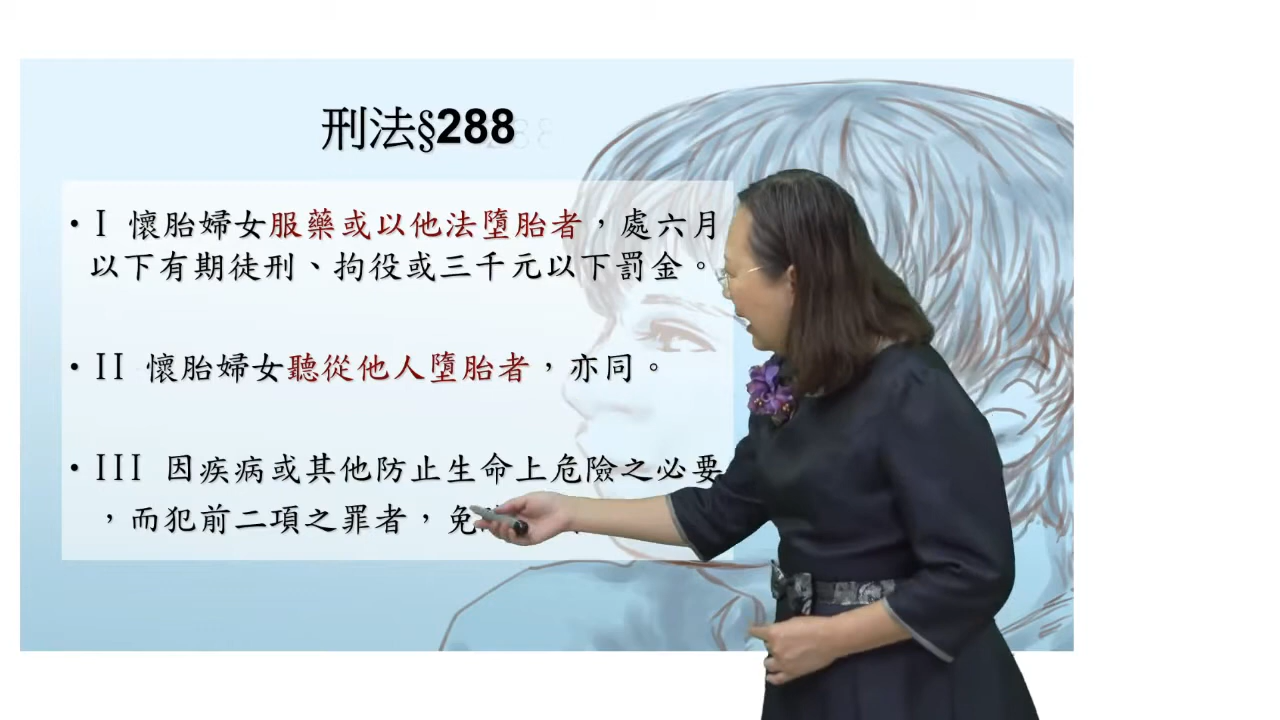 刑法§288
• I 懷胎婦女服藥或以他法墮胎者，處六月
以下有期徒刑、拘役或三千元以下罰金。
• II 懷胎婦女聽從他人墮胎者，亦同。
• III 因疾病或其他防止生命上危險之必要
，而犯前二項之罪者，免